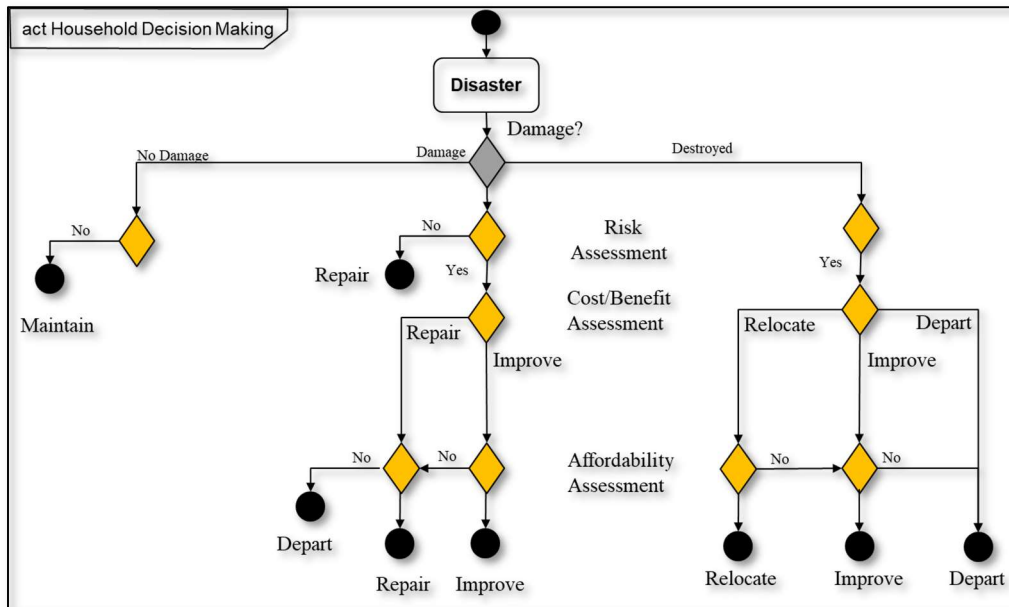 act Household Decision Making
Disaster
Damage?
No Damage
Damage
Destroyed
No
No
Risk
Assessment
Repair
Yes
Yes
Maintain
Cost/Benefit
Assessment
Repair
Improve
Relocate
Depart
Improve
No
No
Affordability
Assessment
No
No
Depart
Repair
Improve
Relocate
Improve
Depart